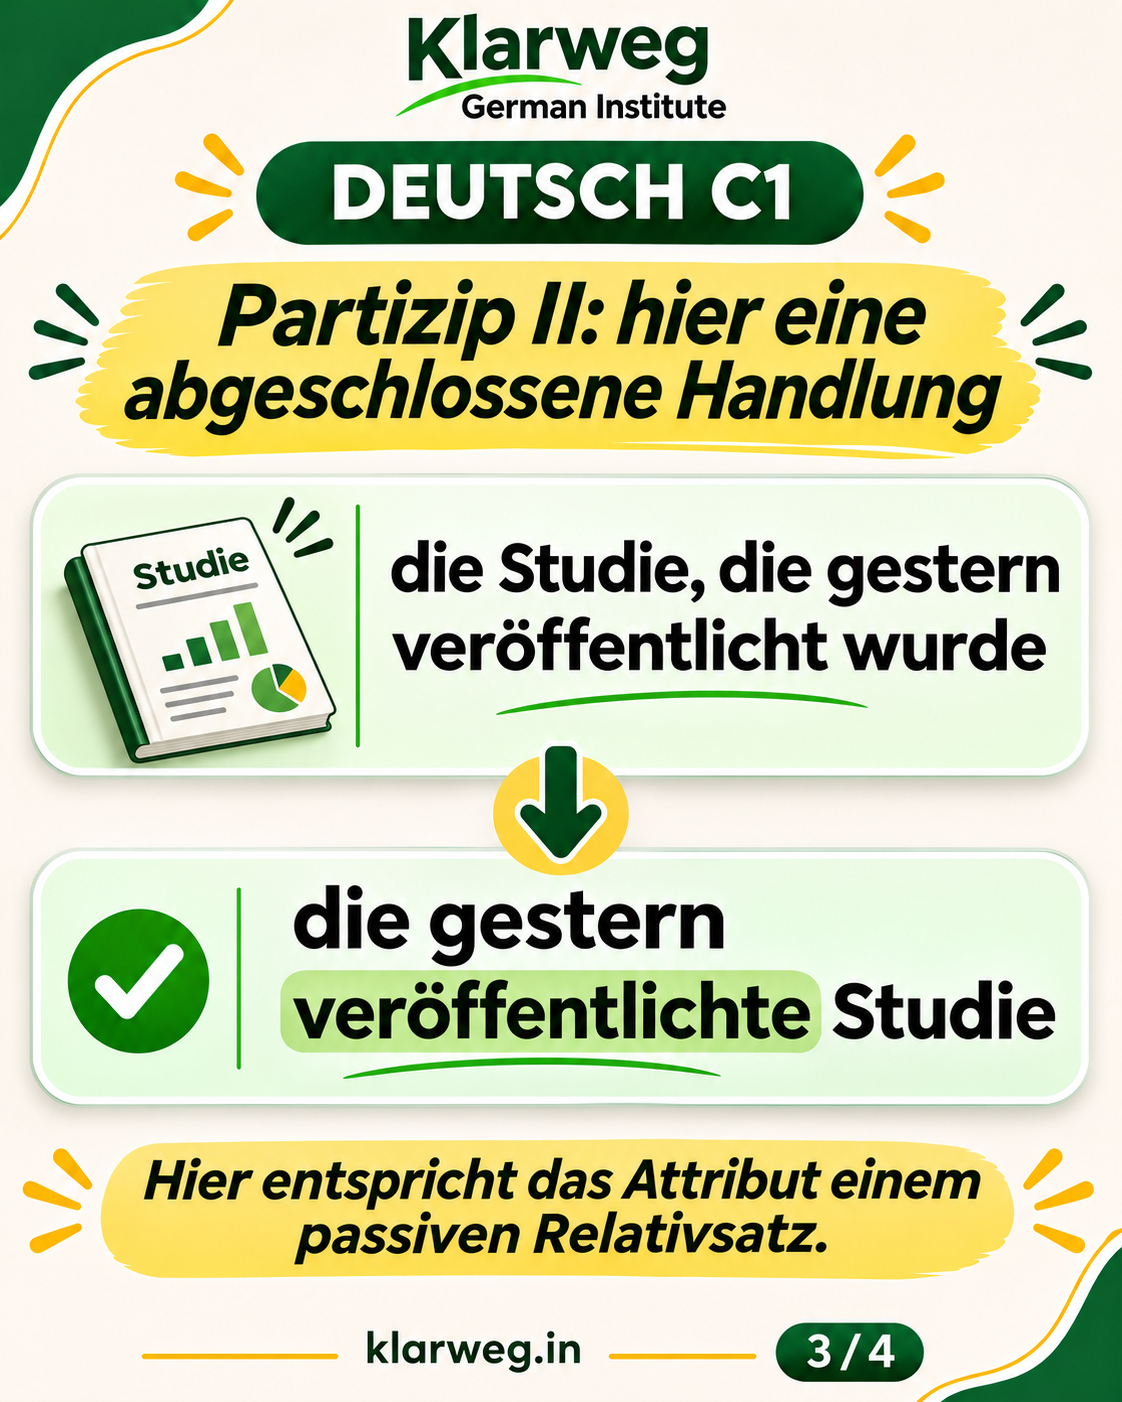 Klarweg
German Institute
DEUTSCH C1
Partizip II: hier eine
abgeschlossene Handlung
Studie
die Studie, die gestern
veröffentlicht wurde
die gestern
veröffentlichte Studie
Hier entspricht das Attribut einem
passiven Relativsatz.
klarweg.in
3 / 4